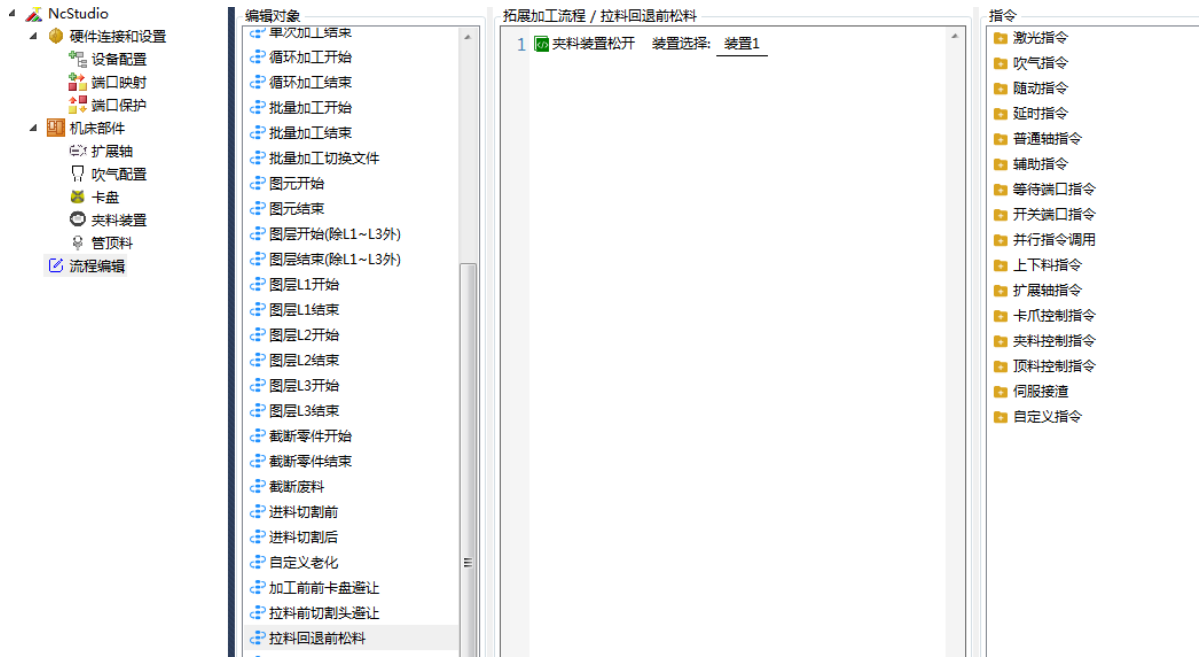 NcStudio
硬件连接和设置
设备配置
端口映射
端口保护
机床部件
扩展轴
吹气配置
卡盘
夹料装置
管顶料
流程编辑
编辑对象
单次加工结束
循环加工开始
循环加工结束
批量加工开始
批量加工结束
批量加工切换文件
图元开始
图元结束
图层开始(除L1~L3外)
图层结束(除L1~L3外)
图层L1开始
图层L1结束
图层L2开始
图层L2结束
图层L3开始
图层L3结束
截断零件开始
截断零件结束
截断废料
进料切割前
进料切割后
自定义老化
加工前前卡盘避让
拉料前切割头避让
拉料回退前松料
拓展加工流程 / 拉料回退前松料
1 夹料装置松开 装置选择: 装置1
指令
激光指令
吹气指令
随动指令
延时指令
普通轴指令
辅助指令
等待端口指令
开关端口指令
并行指令调用
上下料指令
扩展轴指令
卡爪控制指令
夹料控制指令
顶料控制指令
伺服接渣
自定义指令